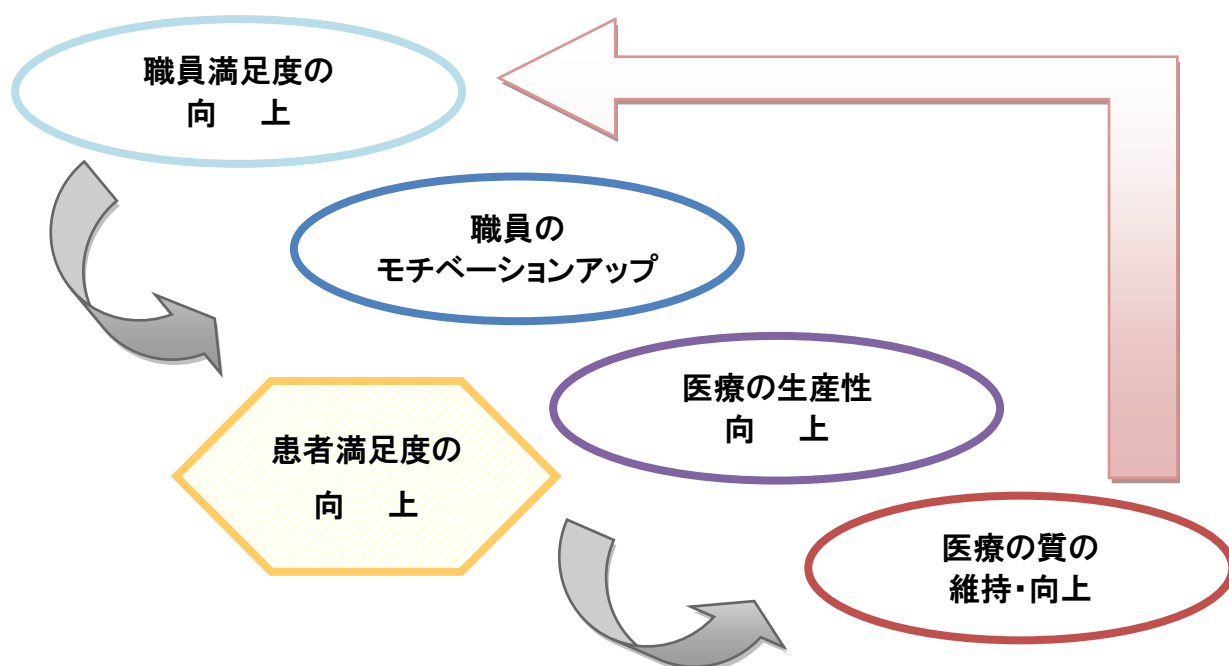 職員満足度の
向 上
職員の
モチベーションアップ
医療の生産性
向 上
患者満足度の
向 上
医療の質の
維持・向上